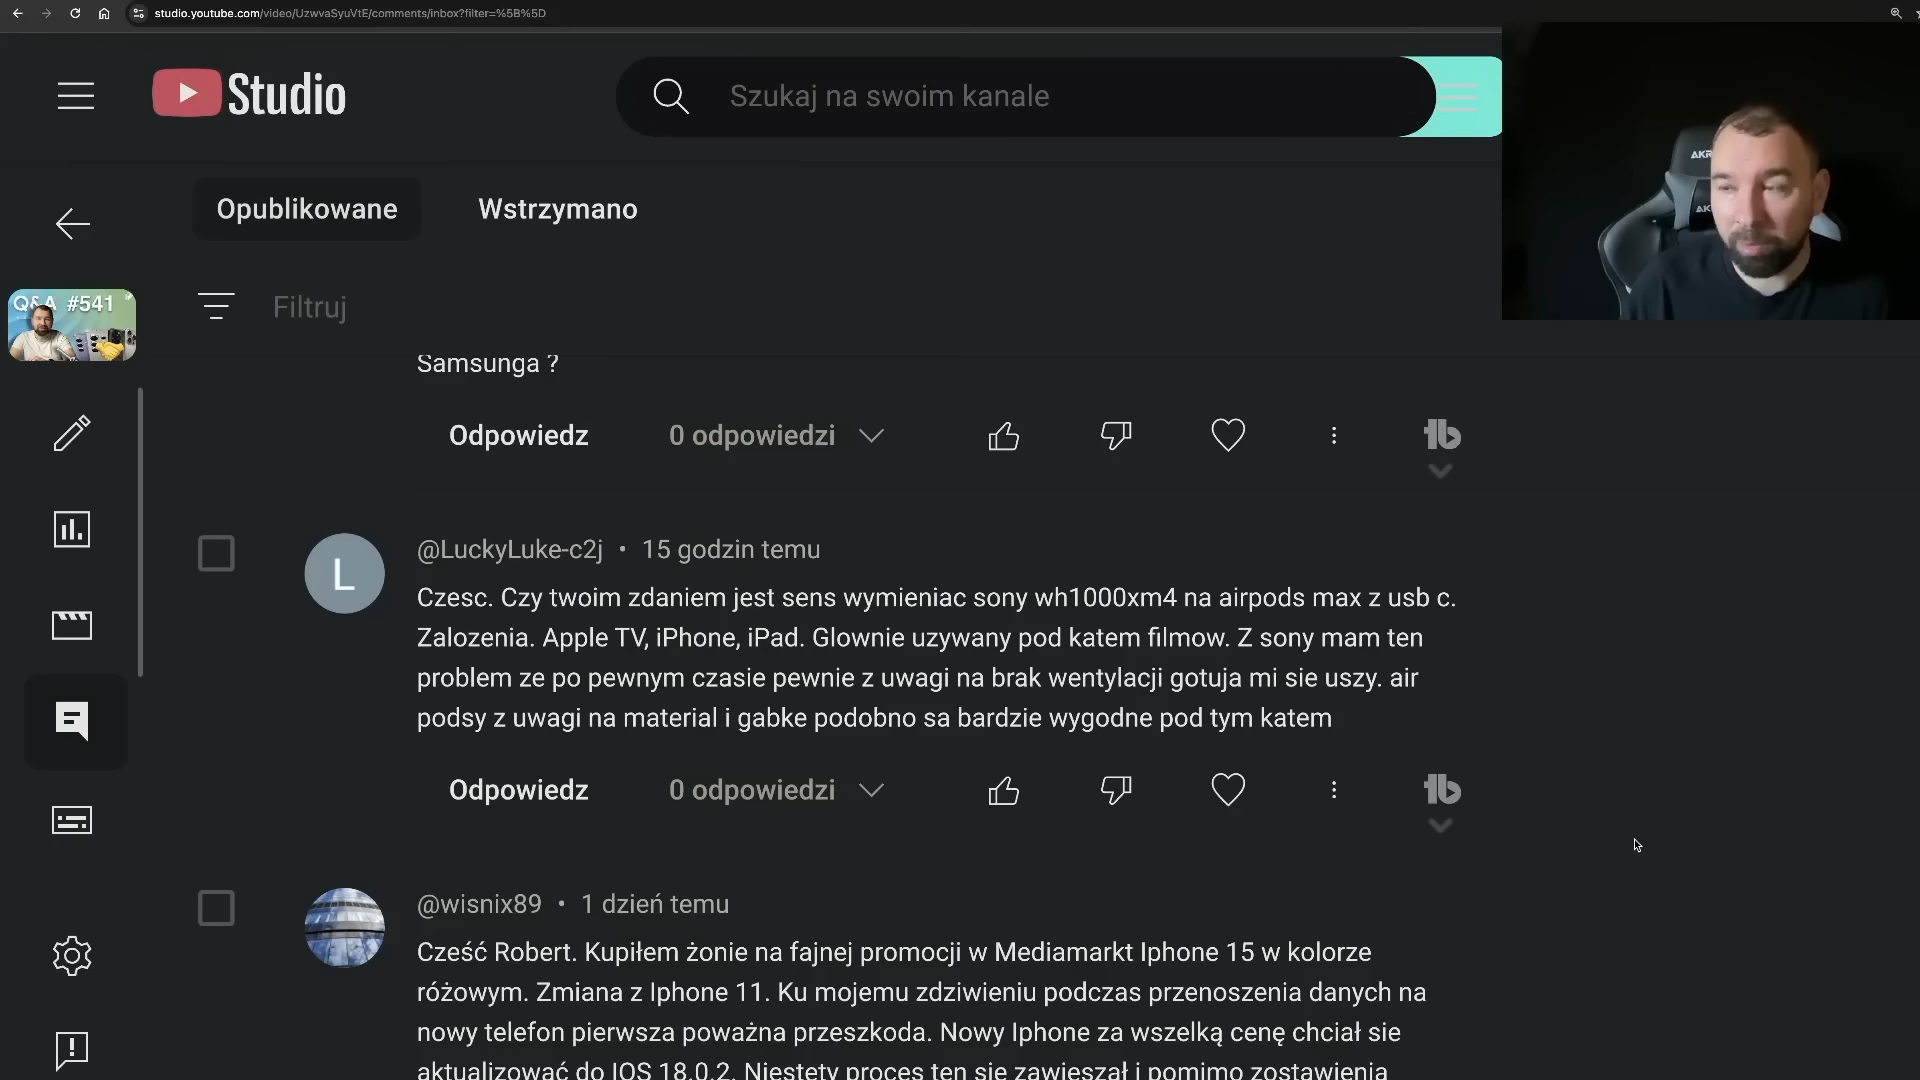 studio.youtube.com/video/UzwvaSyuVtE/comments/inbox?filter=%5B%5D
Studio
Szukaj na swoim kanale
AKR
AK
Opublikowane
Wstrzymano
Q&A #541
Filtruj
Samsunga ?
Odpowiedz
0 odpowiedzi
@LuckyLuke-c2j • 15 godzin temu
L
Czesc. Czy twoim zdaniem jest sens wymieniac sony wh1000xm4 na airpods max z usb c.
Zalozenia. Apple TV, iPhone, iPad. Glownie uzywany pod katem filmow. Z sony mam ten
problem ze po pewnym czasie pewnie z uwagi na brak wentylacji gotuja mi sie uszy. air
podsy z uwagi na material i gabke podobno sa bardzie wygodne pod tym katem
Odpowiedz
0 odpowiedzi
@wisnix89 • 1 dzień temu
Cześć Robert. Kupiłem żonie na fajnej promocji w Mediamarkt Iphone 15 w kolorze
różowym. Zmiana z Iphone 11. Ku mojemu zdziwieniu podczas przenoszenia danych na
nowy telefon pierwsza poważna przeszkoda. Nowy Iphone za wszelką cenę chciał sie
aktualizować do IOS 18.0.2. Niestety proces ten się zawieszał i pomimo zostawienia